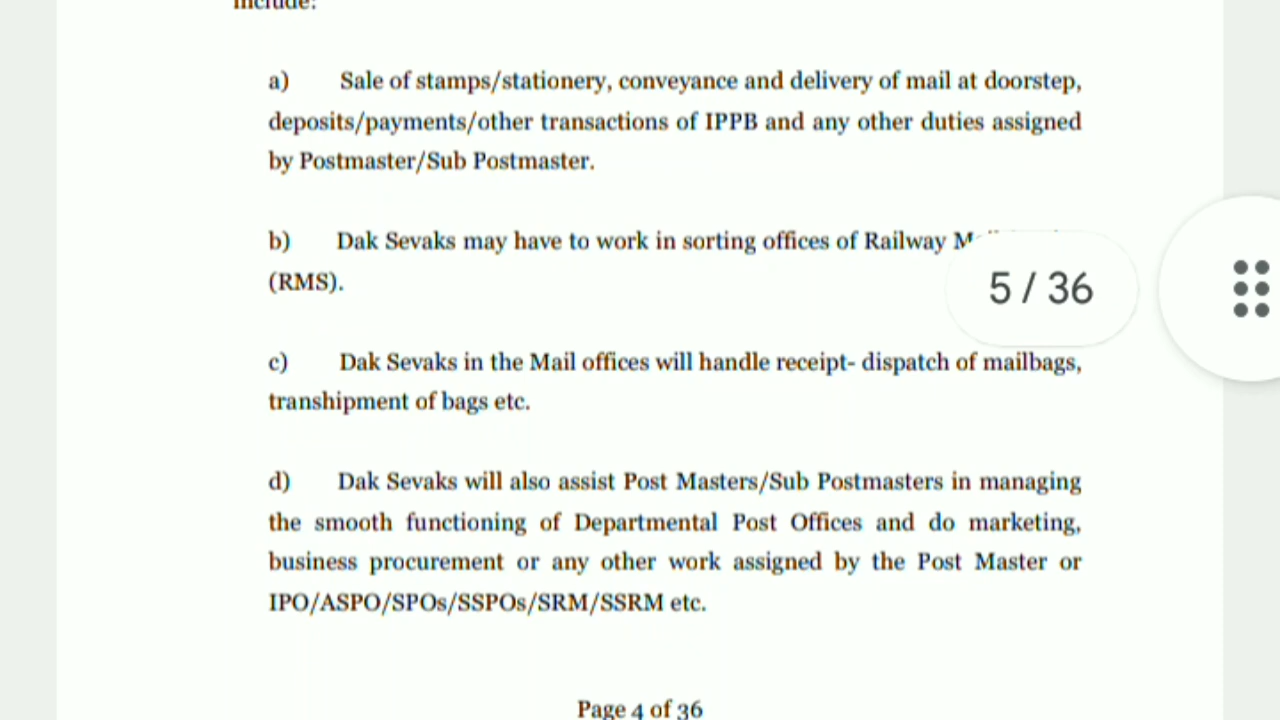 include:
a) Sale of stamps/stationery, conveyance and delivery of mail at doorstep,
deposits/payments/other transactions of IPPB and any other duties assigned
by Postmaster/Sub Postmaster.
b) Dak Sevaks may have to work in sorting offices of Railway
(RMS).
5 / 36
c) Dak Sevaks in the Mail offices will handle receipt- dispatch of mailbags,
transhipment of bags etc.
d) Dak Sevaks will also assist Post Masters/Sub Postmasters in managing
the smooth functioning of Departmental Post Offices and do marketing,
business procurement or any other work assigned by the Post Master or
IPO/ASPO/SPOs/SSPOs/SRM/SSRM etc.
Page 4 of 36